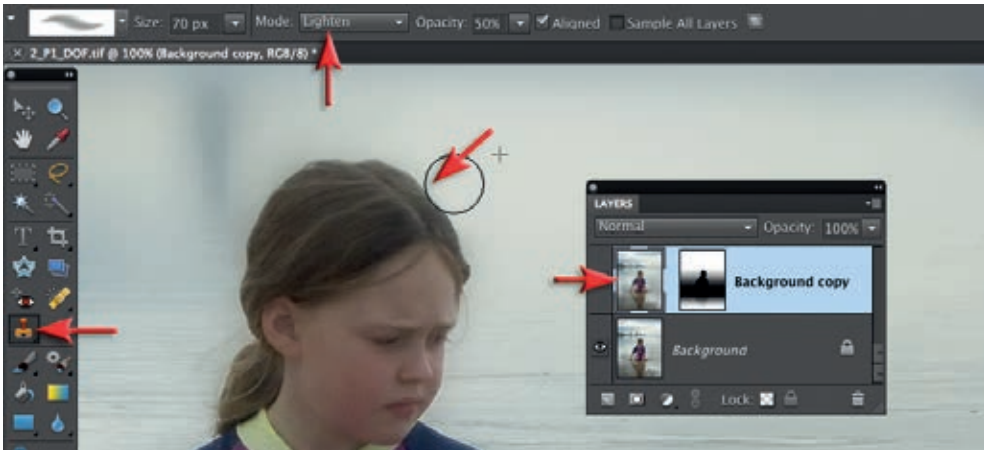 Size: 70 px Mode: Lighten Opacity: 50% Aligned Sample All Layers
× 2_P1_DOF.tif @ 100% (Background copy, RGB/8) *
LAYERS
Normal Opacity: 100%
Background copy
Background
Lock:
T